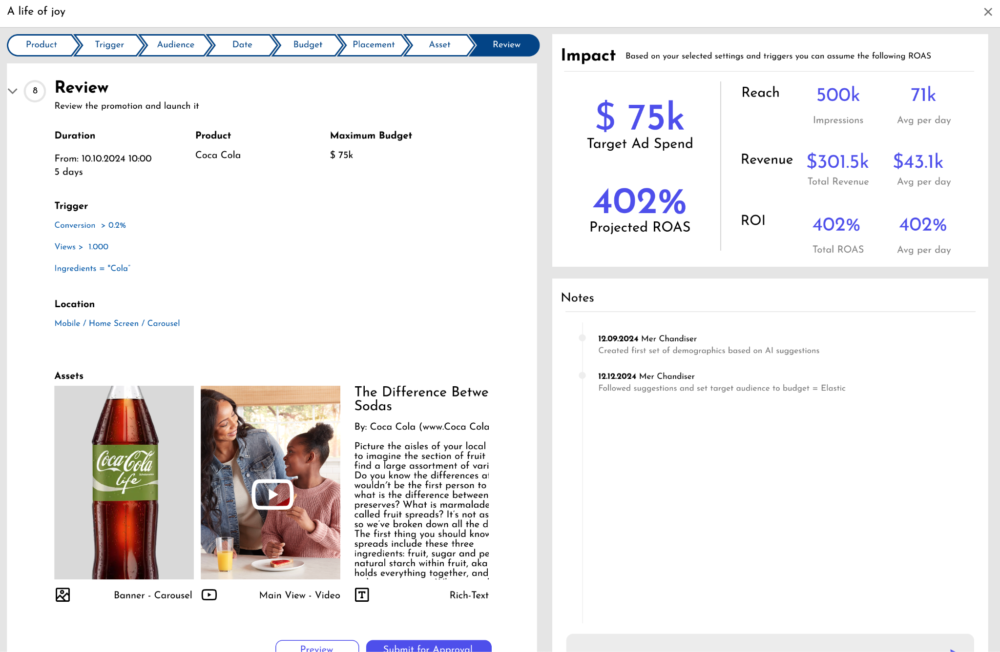 A life of joy
Product
Trigger
Audience
Date
Budget
Placement
Asset
Review
8
Review
Review the promotion and launch it
Duration
From: 10.10.2024 10:00
5 days
Product
Coca Cola
Maximum Budget
$ 75k
Trigger
Conversion > 0.2%
Views > 1.000
Ingredients = "Cola"
Location
Mobile / Home Screen / Carousel
Assets
Coca-Cola
Schutzmarke
life
The Difference Betwe
Sodas
By: Coca Cola (www.Coca Cola
Picture the aisles of your local
to imagine the section of fruit
find a large assortment of vari
Do you know the differences
wouldn't be the first person to
what is the difference between
preserves? What is marmalade
called fruit spreads? It's not as
so we've broken down all the d
The first thing you should know
spreads include these three
ingredients: fruit, sugar and pe
natural starch within fruit, aka
holds everything together, and
Banner - Carousel
Main View - Video
T
Rich-Text
Preview
Submit for Approval
Impact
Based on your selected settings and triggers you can assume the following ROAS
$ 75k
Target Ad Spend
402%
Projected ROAS
Reach
500k
Impressions
71k
Avg per day
Revenue
$301.5k
Total Revenue
$43.1k
Avg per day
ROI
402%
Total ROAS
402%
Avg per day
Notes
12.09.2024 Mer Chandiser
Created first set of demographics based on AI suggestions
12.12.2024 Mer Chandiser
Followed suggestions and set target audience to budget = Elastic